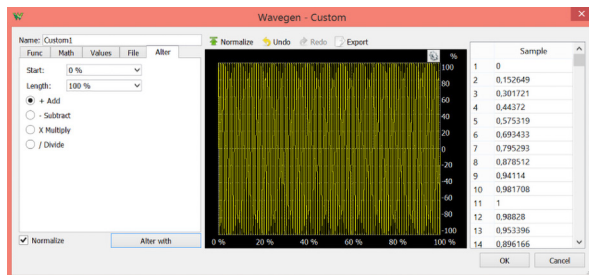 Wavegen - Custom
Name: Custom1
Func Math Values File Alter
Start: 0 %
Length: 100 %
+ Add
- Subtract
X Multiply
/ Divide
Normalize
Alter with
Normalize Undo Redo Export
%
100
80
60
40
20
0
-20
-40
-60
-80
-100
0 % 20 % 40 % 60 % 80 % 100 %
Sample
1 0
2 0,152649
3 0,301721
4 0,44372
5 0,575319
6 0,693433
7 0,795293
8 0,878512
9 0,94114
10 0,981708
11 1
12 0,98828
13 0,953396
14 0,896166
OK Cancel